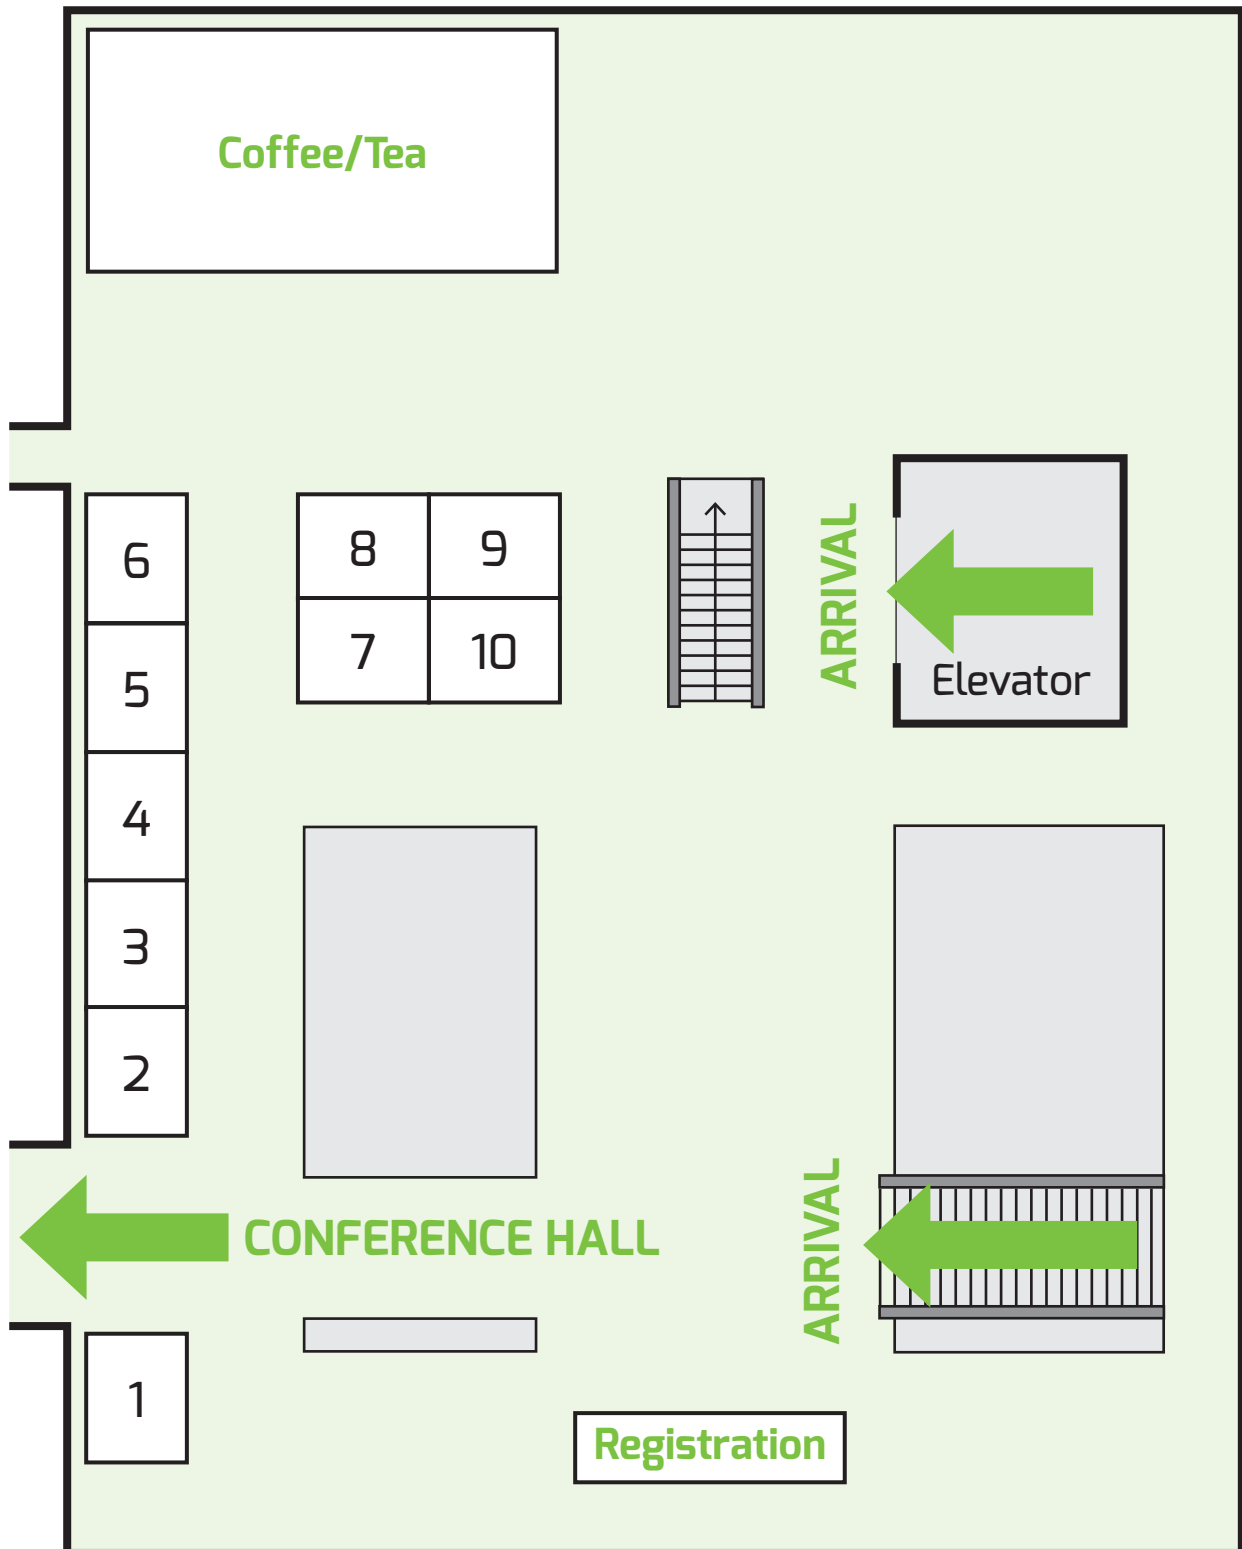 Coffee/Tea
6
8
9
ARRIVAL
5
7
10
Elevator
4
3
2
CONFERENCE HALL
ARRIVAL
1
Registration